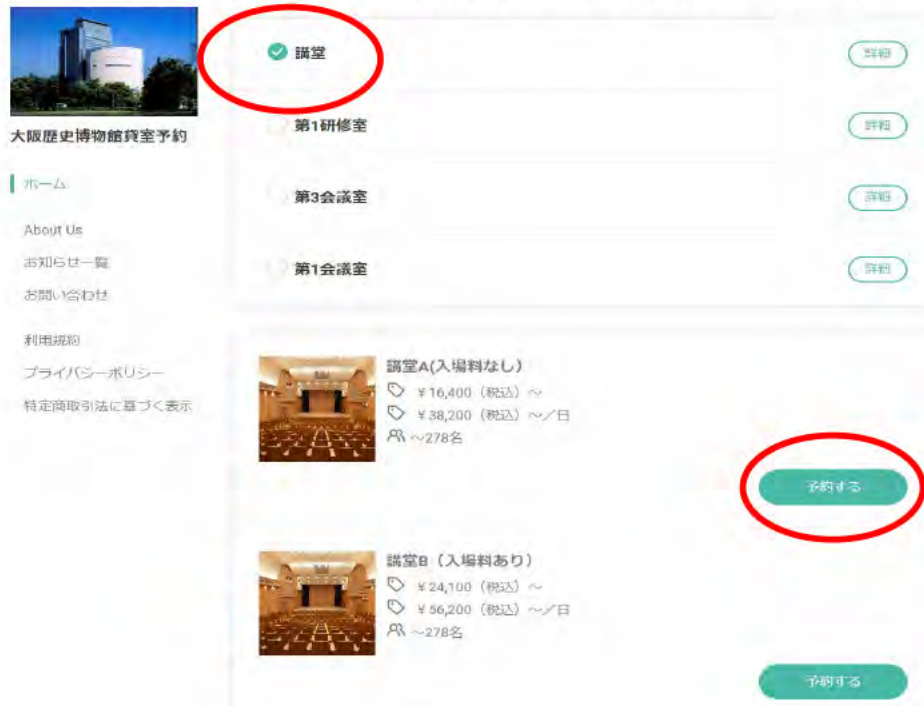 大阪歴史博物館貸室予約
ホーム
About Us
お知らせ一覧
お問い合わせ
利用規約
プライバシーポリシー
特定商取引法に基づく表示
講堂
詳細
第1研修室
詳細
第3会議室
詳細
第1会議室
詳細
講堂A(入場料なし)
¥16,400（税込）～
¥38,200（税込）～／日
～278名
予約する
講堂B（入場料あり）
¥24,100（税込）～
¥56,200（税込）～／日
～278名
予約する